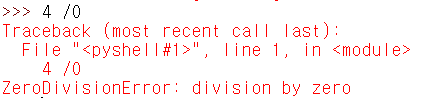 >>> 4 /0
Traceback (most recent call last):
  File "<pyshell#1>", line 1, in <module>
    4 /0
ZeroDivisionError: division by zero